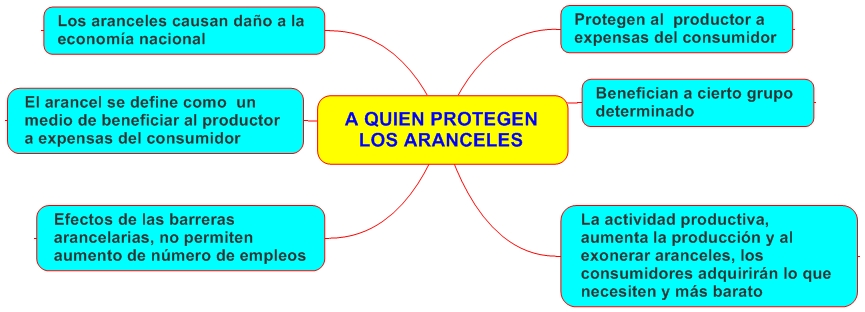 Los aranceles causan daño a la
economía nacional
Protegen al productor a
expensas del consumidor
El arancel se define como un
medio de beneficiar al productor
a expensas del consumidor
A QUIEN PROTEGEN
LOS ARANCELES
Benefician a cierto grupo
determinado
Efectos de las barreras
arancelarias, no permiten
aumento de número de empleos
La actividad productiva,
aumenta la producción y al
exonerar aranceles, los
consumidores adquirirán lo que
necesiten y más barato